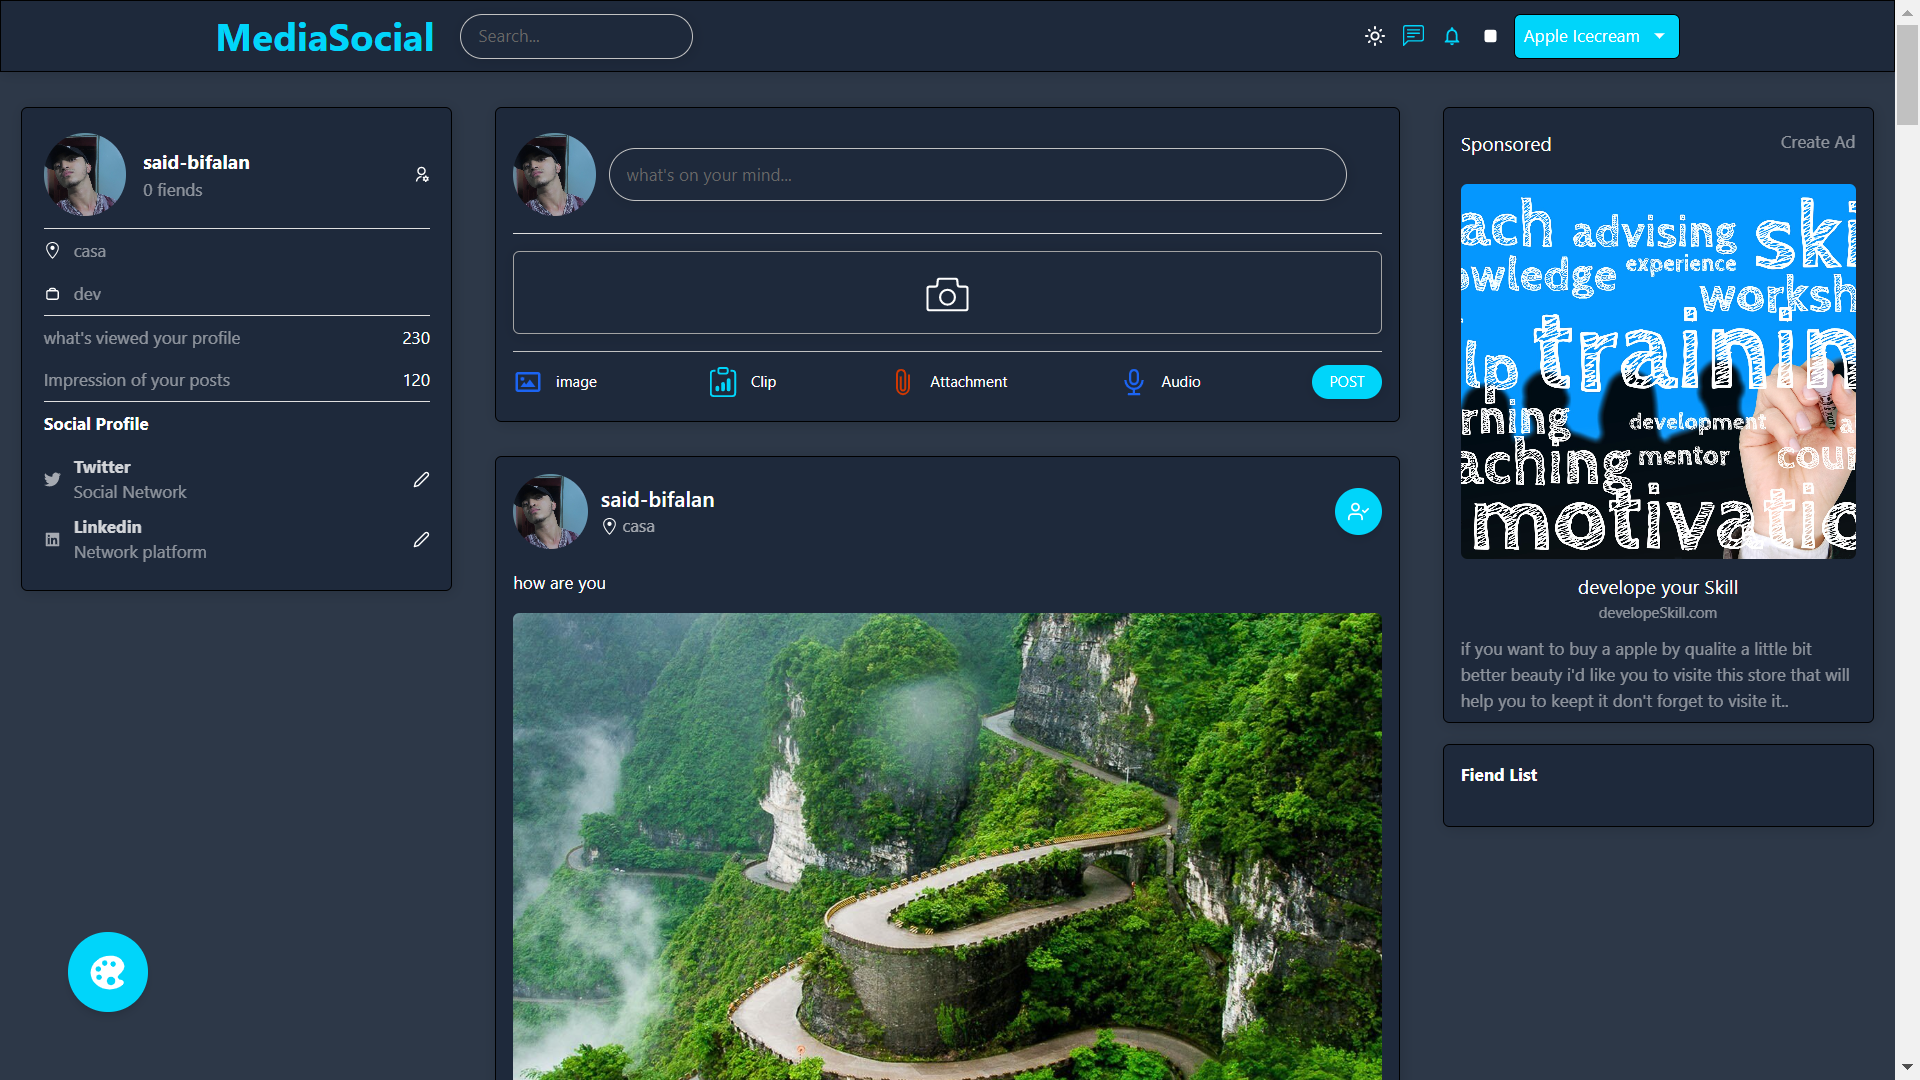 MediaSocial
Search...
Apple Icecream
said-bifalan
0 fiends
casa
dev
what's viewed your profile 230
Impression of your posts 120
Social Profile
Twitter
Social Network
Linkedin
Network platform
what's on your mind...
image Clip Attachment Audio POST
said-bifalan
casa
how are you
Sponsored Create Ad
ach advising ski
owledge experience
worksh
trainin
lp
rning development
aching mentor cour
motivatio
develope your Skill
developeSkill.com
if you want to buy a apple by qualite a little bit
better beauty i'd like you to visite this store that will
help you to keept it don't forget to visite it..
Fiend List